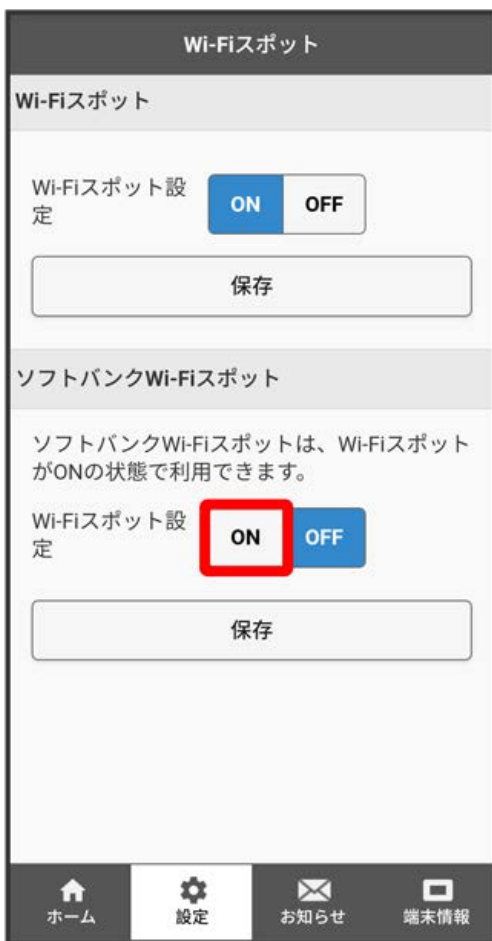 Wi-Fiスポット
Wi-Fiスポット
Wi-Fiスポット設
定
ON OFF
保存
ソフトバンクWi-Fiスポット
ソフトバンクWi-Fiスポットは、Wi-Fiスポット
がONの状態で利用できます。
Wi-Fiスポット設
定
ON OFF
保存
ホーム 設定 お知らせ 端末情報